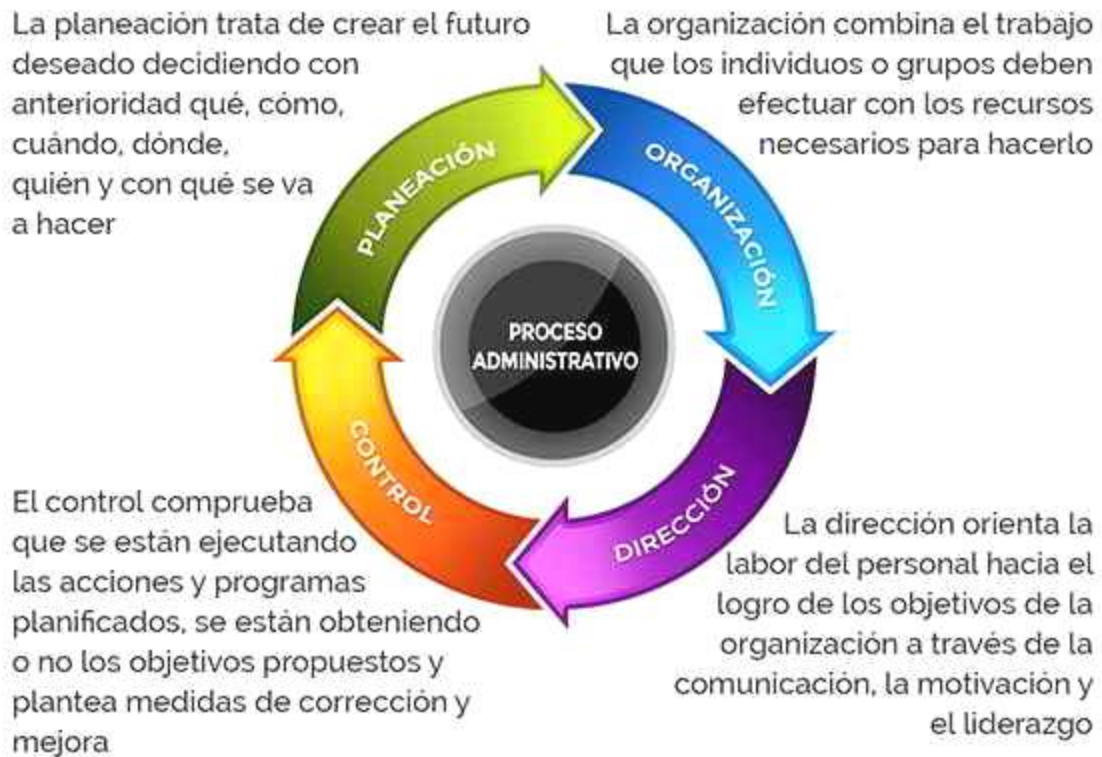 La planeación trata de crear el futuro
deseado decidiendo con
anterioridad qué, cómo,
cuándo, dónde,
quién y con qué se va
a hacer
La organización combina el trabajo
que los individuos o grupos deben
efectuar con los recursos
necesarios para hacerlo
PLANEACIÓN
ORGANIZACIÓN
PROCESO
ADMINISTRATIVO
CONTROL
DIRECCIÓN
El control comprueba
que se están ejecutando
las acciones y programas
planificados, se están obteniendo
o no los objetivos propuestos y
plantea medidas de corrección y
mejora
La dirección orienta la
labor del personal hacia el
logro de los objetivos de la
organización a través de la
comunicación, la motivación y
el liderazgo